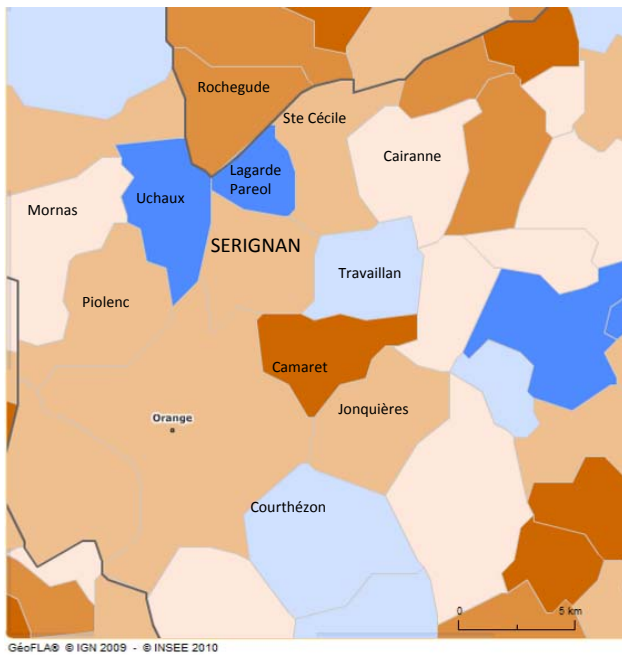 Rochegude
Ste Cécile
Cairanne
Lagarde
Pareol
Uchaux
Mornas
SERIGNAN
Travaillan
Piolenc
Camaret
Jonquières
Orange
Courthézon
0 5 km
GéoFLA® © IGN 2009 - © INSEE 2010